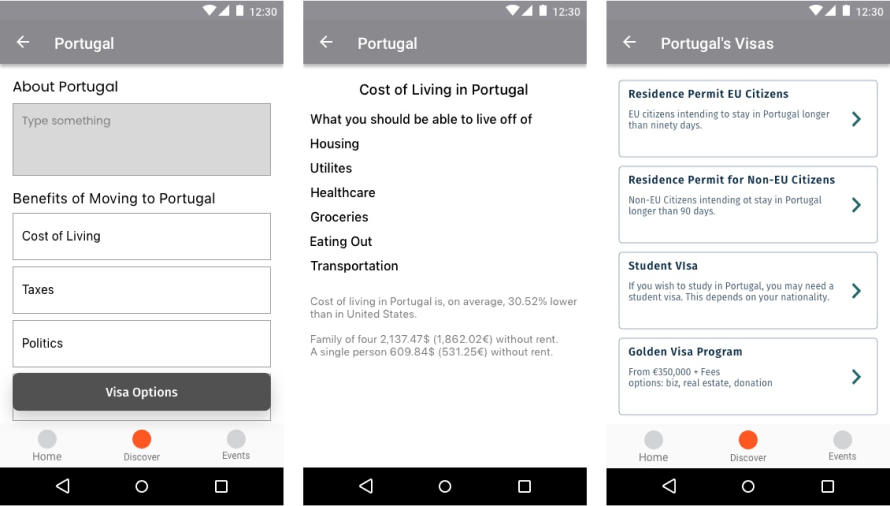 12:30
Portugal
About Portugal
Type something
Benefits of Moving to Portugal
Cost of Living
Taxes
Politics
Visa Options
Home
Discover
Events
12:30
Portugal
Cost of Living in Portugal
What you should be able to live off of
Housing
Utilites
Healthcare
Groceries
Eating Out
Transportation
Cost of living in Portugal is, on average, 30.52% lower
than in United States.
Family of four 2,137.47$ (1,862.02€) without rent.
A single person 609.84$ (531.25€) without rent.
12:30
Portugal's Visas
Residence Permit EU Citizens
EU citizens intending to stay in Portugal longer
than ninety days.
Residence Permit for Non-EU Citizens
Non-EU Citizens intending ot stay in Portugal
longer than 90 days.
Student VIsa
If you wish to study in Portugal, you may need a
student visa. This depends on your nationality.
Golden Visa Program
From €350,000 + Fees
options: biz, real estate, donation
Home
Discover
Events